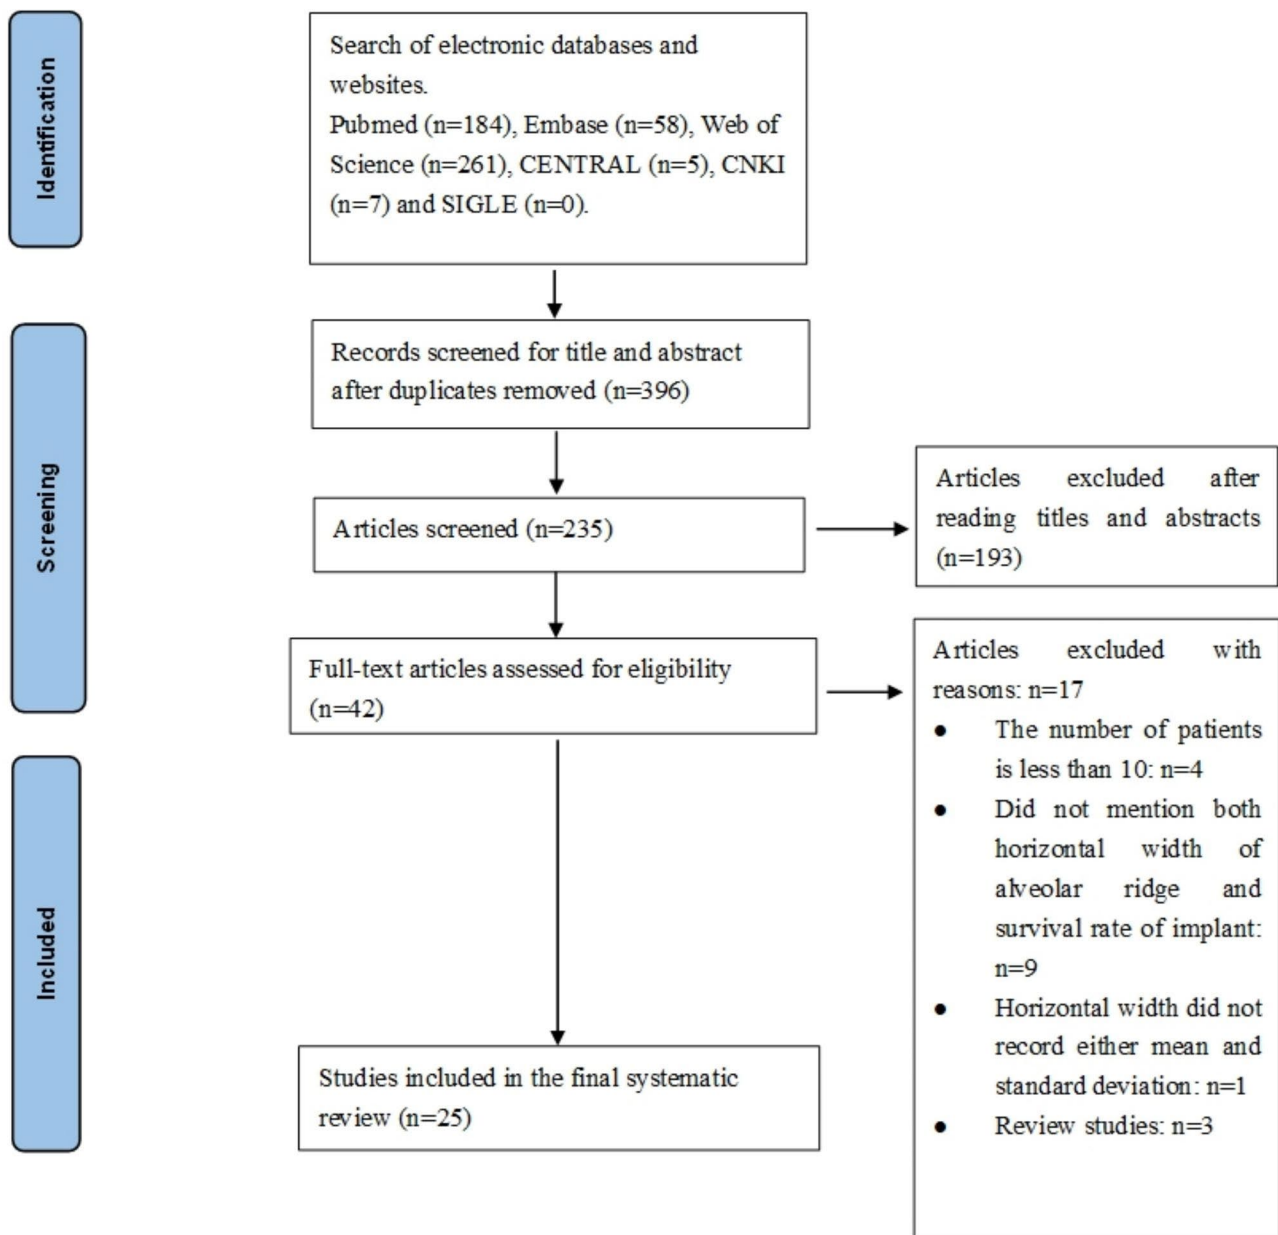 Identification
Search of electronic databases and
websites.
Pubmed (n=184), Embase (n=58), Web of
Science (n=261), CENTRAL (n=5), CNKI
(n=7) and SIGLE (n=0).
Screening
Records screened for title and abstract
after duplicates removed (n=396)
Articles screened (n=235)
Articles excluded after
reading titles and abstracts
(n=193)
Full-text articles assessed for eligibility
(n=42)
Articles excluded with
reasons: n=17
● The number of patients
is less than 10: n=4
● Did not mention both
horizontal width of
alveolar ridge and
survival rate of implant:
n=9
● Horizontal width did not
record either mean and
standard deviation: n=1
● Review studies: n=3
Included
Studies included in the final systematic
review (n=25)